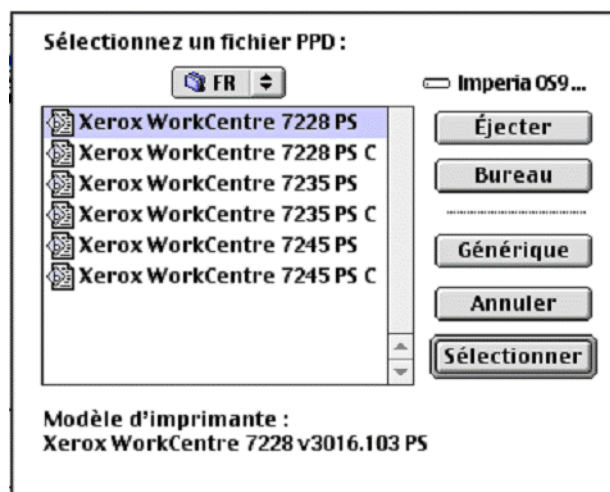 Sélectionnez un fichier PPD :
FR
Imperia OS9...
Xerox WorkCentre 7228 PS
Xerox WorkCentre 7228 PS C
Xerox WorkCentre 7235 PS
Xerox WorkCentre 7235 PS C
Xerox WorkCentre 7245 PS
Xerox WorkCentre 7245 PS C
Éjecter
Bureau
Générique
Annuler
Sélectionner
Modèle d'imprimante :
Xerox WorkCentre 7228 v3016.103 PS